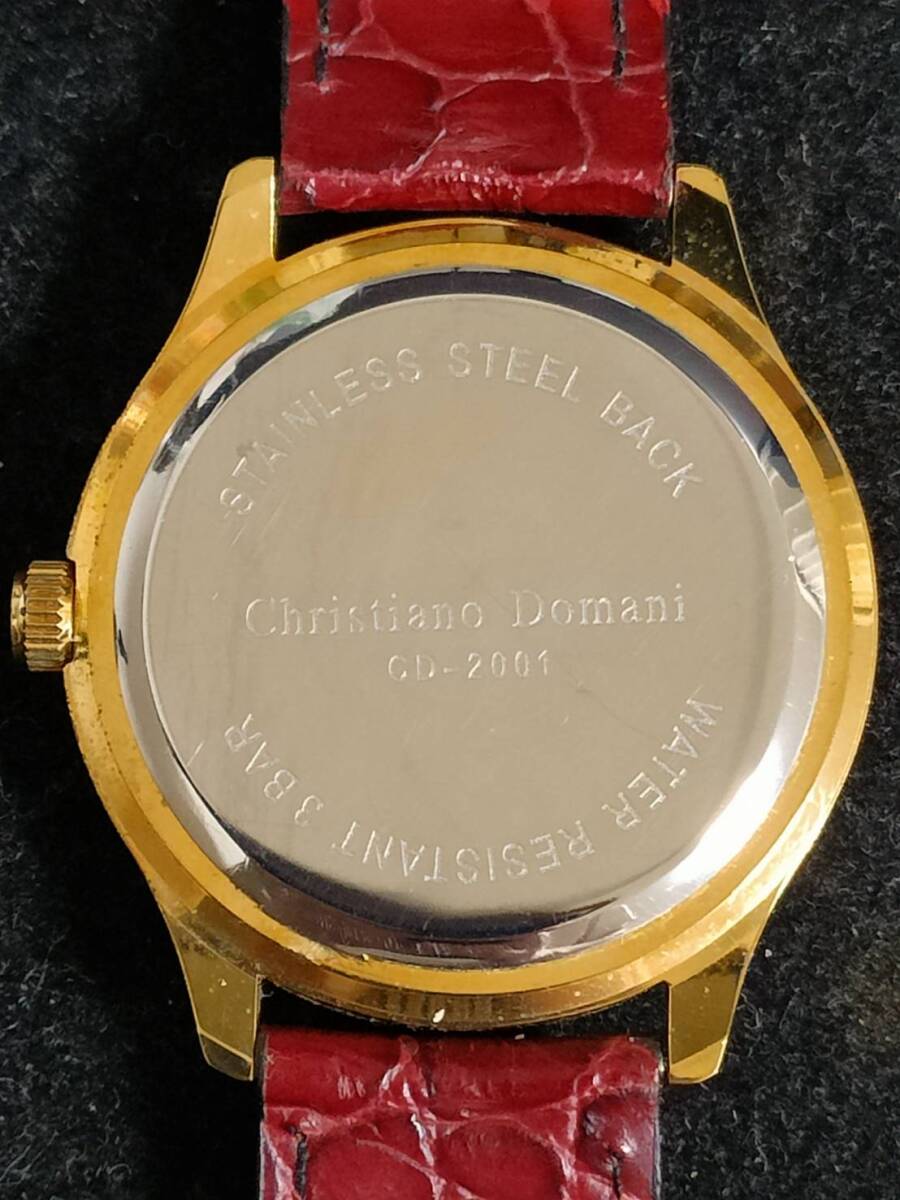 STAINLESS STEEL BACK
Christiano Domani
CD-2001
WATER RESISTANT 3 BAR